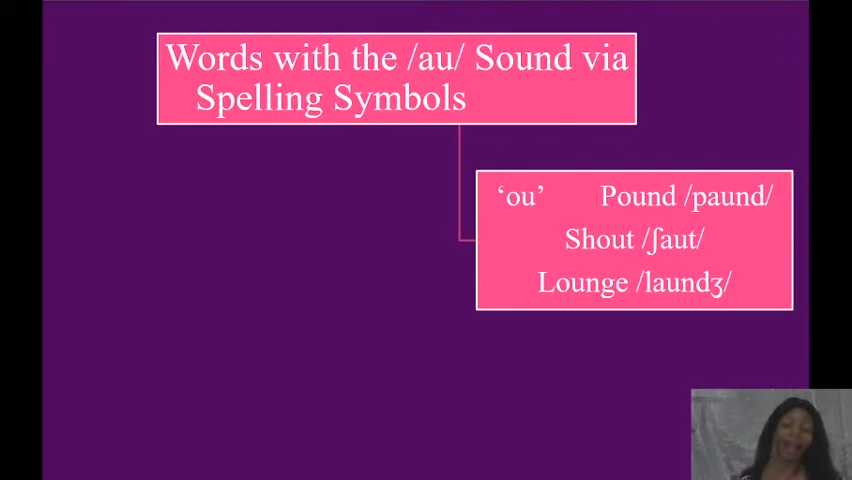 Words with the /au/ Sound via
Spelling Symbols
‘ou’ Pound /paund/
Shout /ʃaut/
Lounge /laundʒ/